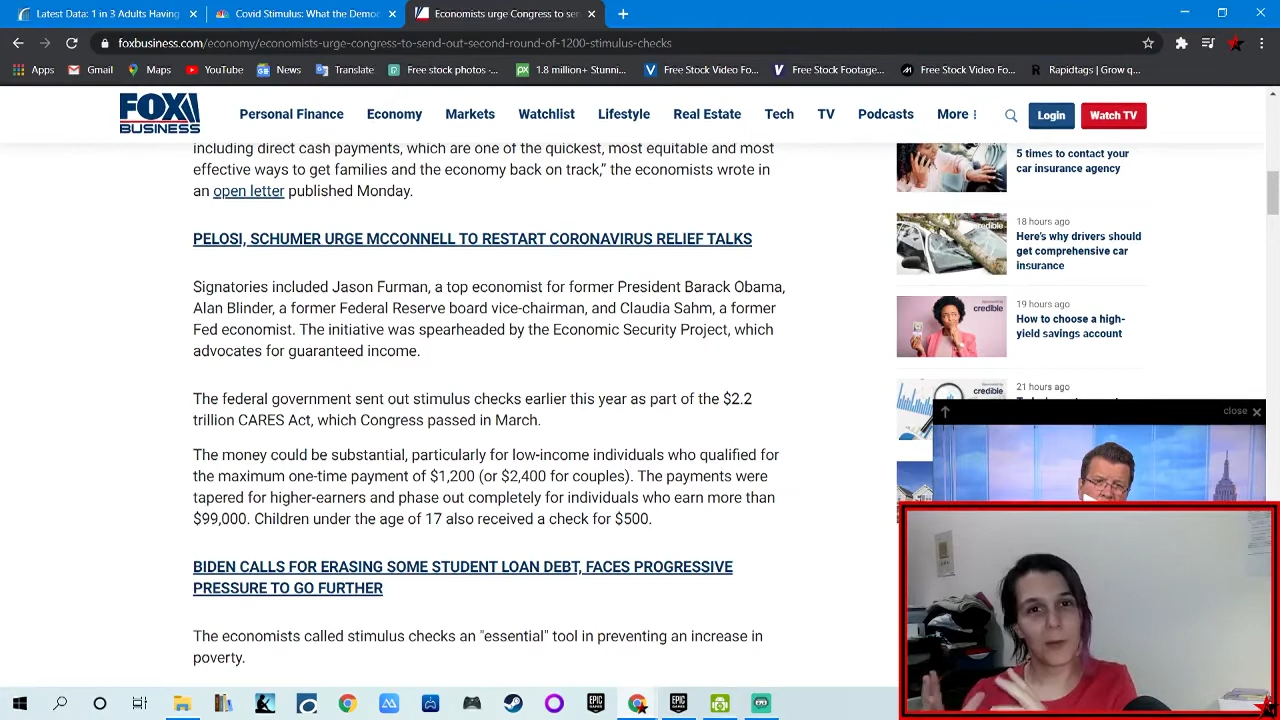 Latest Data: 1 in 3 Adults Having
Covid Stimulus: What the Democ
Economists urge Congress to sen
foxbusiness.com/economy/economists-urge-congress-to-send-out-second-round-of-1200-stimulus-checks
Apps Gmail Maps YouTube News Translate Free stock photos -... 1.8 million+ Stunni... Free Stock Video Fo... Free Stock Footage... Free Stock Video Fo... Rapidtags | Grow q...
FOX BUSINESS
Personal Finance Economy Markets Watchlist Lifestyle Real Estate Tech TV Podcasts More Login Watch TV
including direct cash payments, which are one of the quickest, most equitable and most
effective ways to get families and the economy back on track,” the economists wrote in
an open letter published Monday.
PELOSI, SCHUMER URGE MCCONNELL TO RESTART CORONAVIRUS RELIEF TALKS
Signatories included Jason Furman, a top economist for former President Barack Obama,
Alan Blinder, a former Federal Reserve board vice-chairman, and Claudia Sahm, a former
Fed economist. The initiative was spearheaded by the Economic Security Project, which
advocates for guaranteed income.
The federal government sent out stimulus checks earlier this year as part of the $2.2
trillion CARES Act, which Congress passed in March.
The money could be substantial, particularly for low-income individuals who qualified for
the maximum one-time payment of $1,200 (or $2,400 for couples). The payments were
tapered for higher-earners and phase out completely for individuals who earn more than
$99,000. Children under the age of 17 also received a check for $500.
BIDEN CALLS FOR ERASING SOME STUDENT LOAN DEBT, FACES PROGRESSIVE
PRESSURE TO GO FURTHER
The economists called stimulus checks an "essential" tool in preventing an increase in
poverty.
5 times to contact your
car insurance agency
18 hours ago
Here's why drivers should
get comprehensive car
insurance
credible
19 hours ago
How to choose a high-
yield savings account
credible
21 hours ago
credible
close
EPIC GAMES
EPIC GAMES